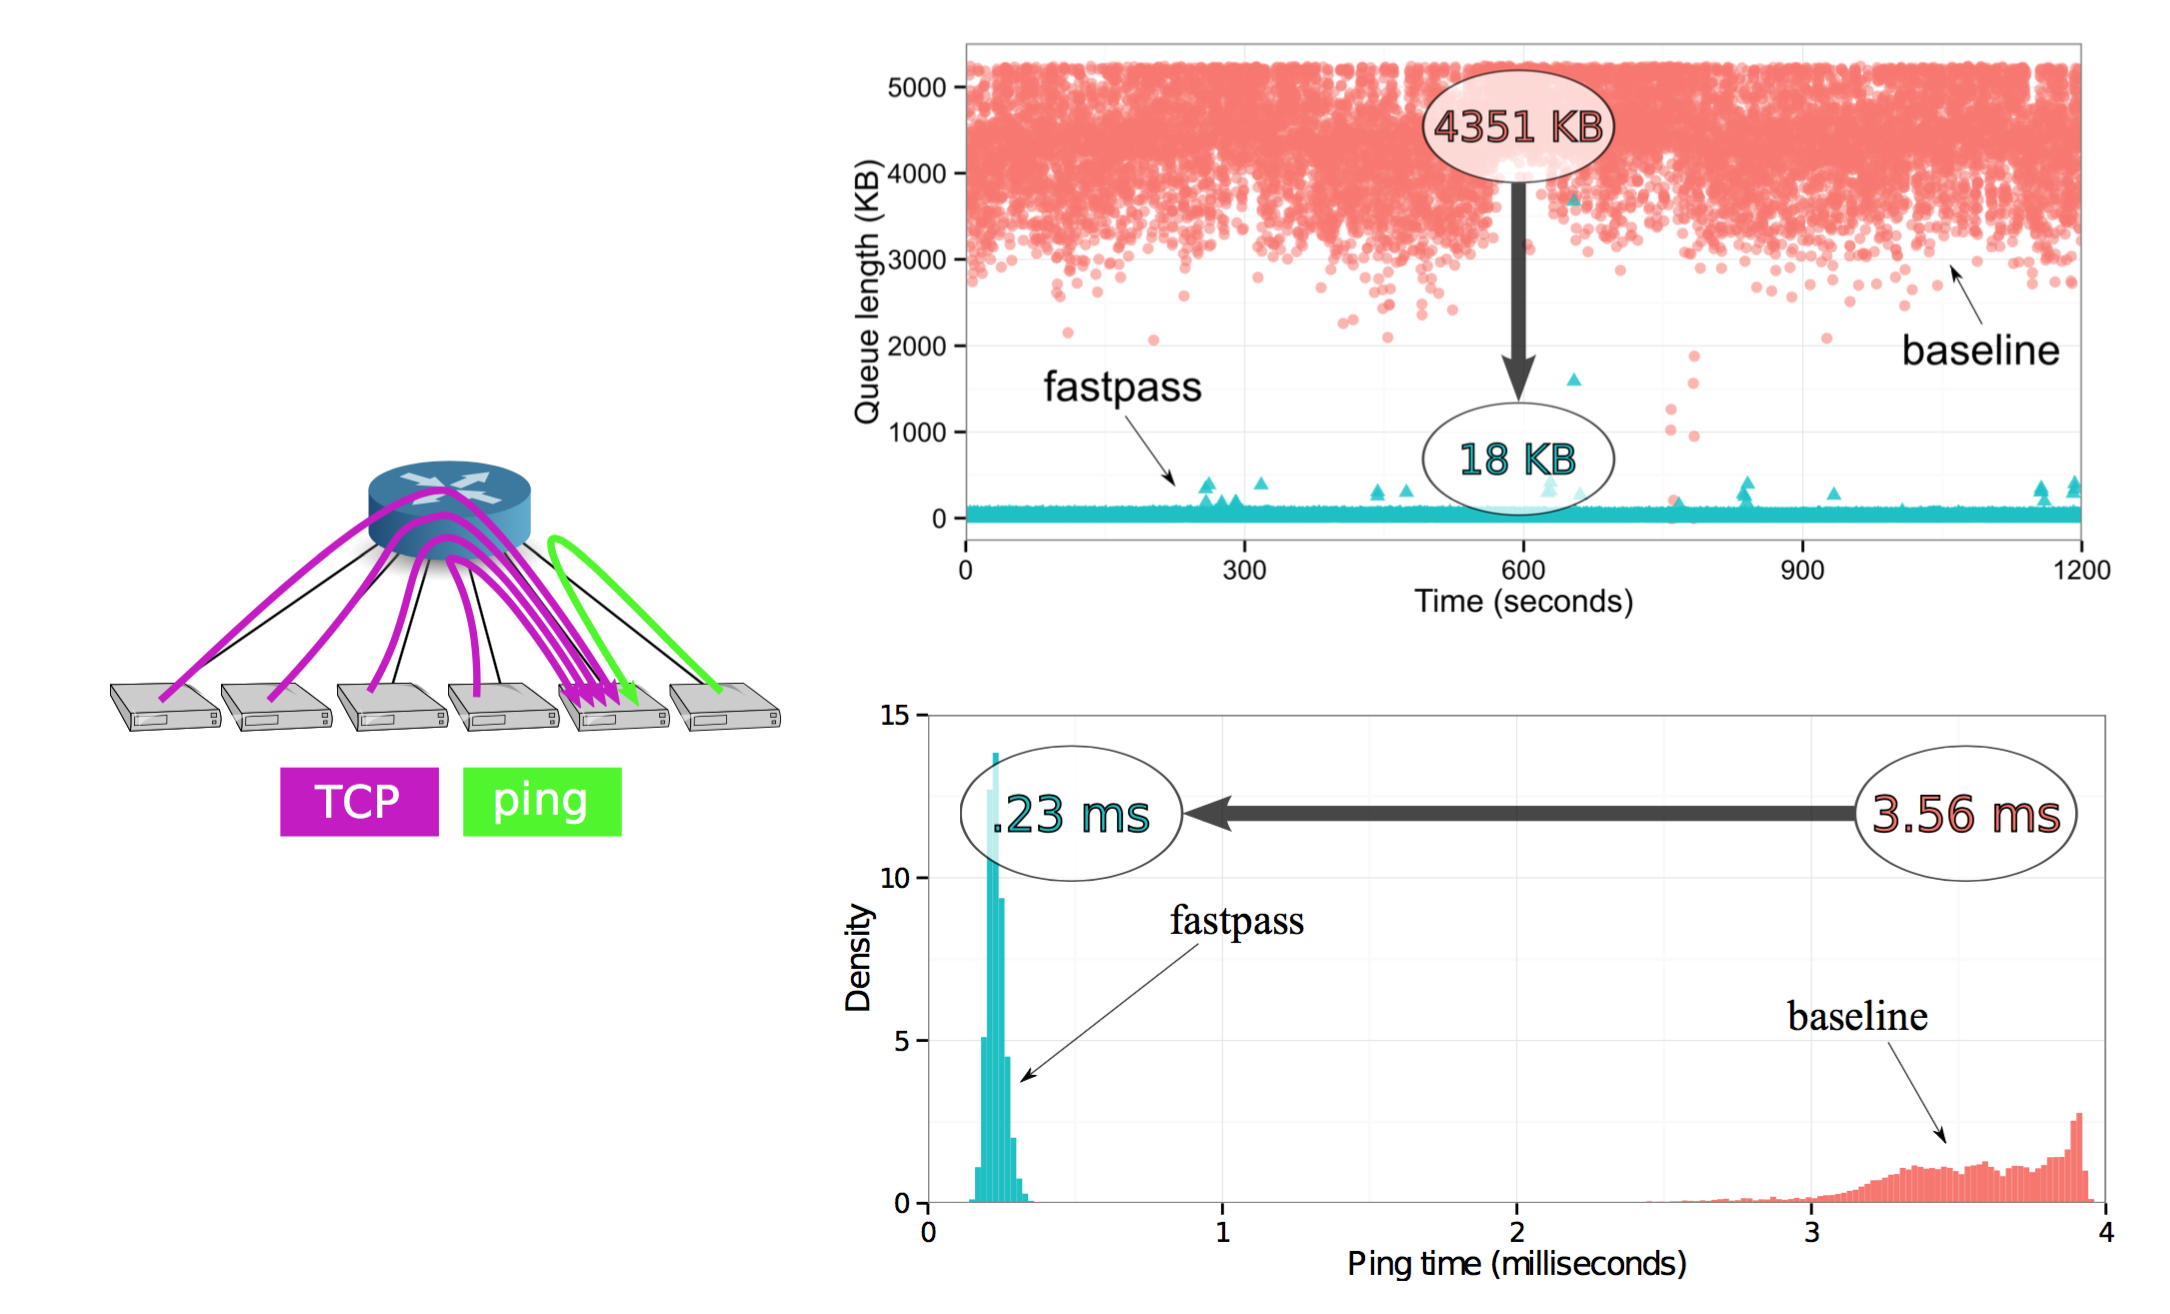 TCP
ping
5000
4000
3000
2000
1000
0
Queue length (KB)
4351 KB
18 KB
fastpass
baseline
0 300 600 900 1200
Time (seconds)
15
10
5
0
Density
.23 ms
3.56 ms
fastpass
baseline
0 1 2 3 4
Ping time (milliseconds)